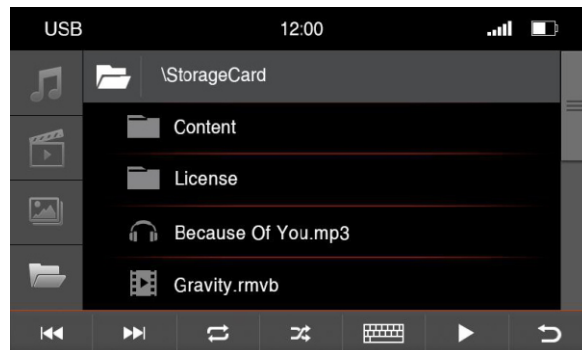 USB 12:00
\StorageCard
Content
License
Because Of You.mp3
Gravity.rmvb